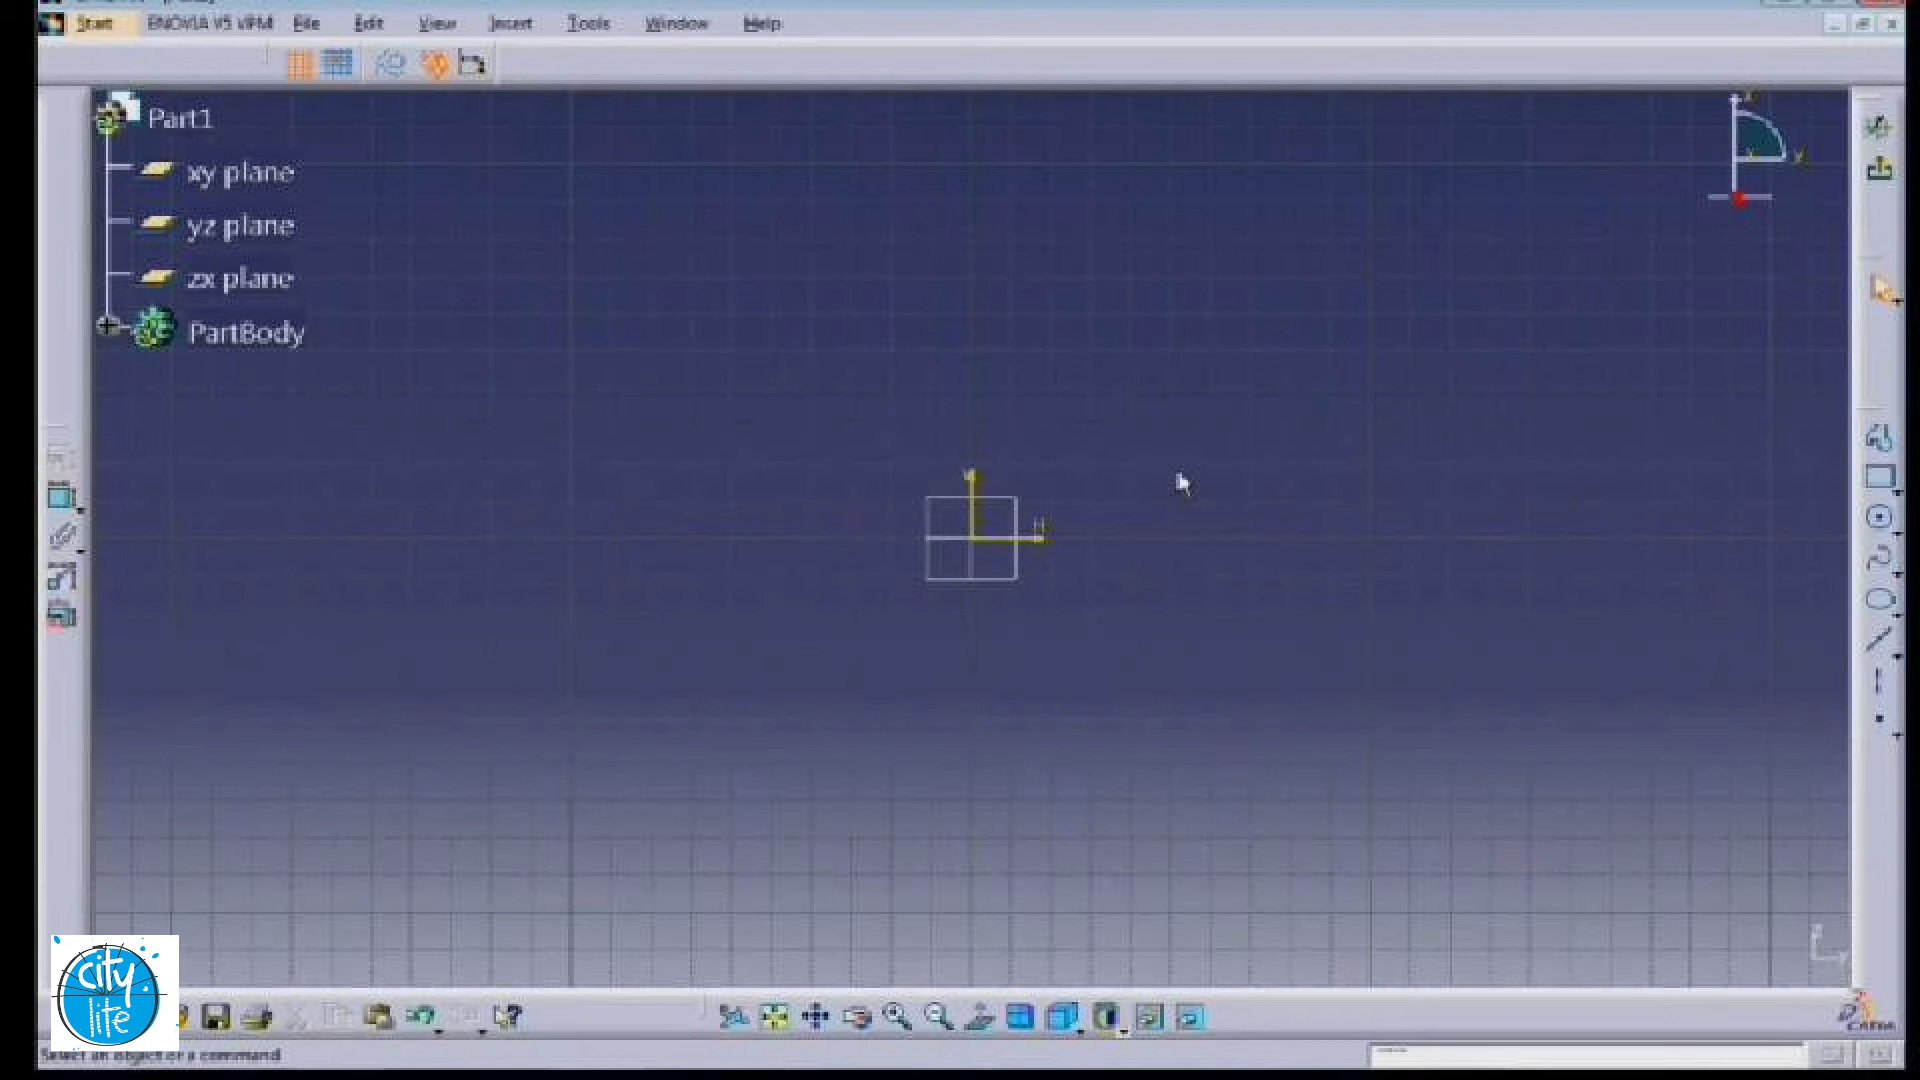 Start ENOVIA V5 VPM File Edit View Insert Tools Window Help
Part1
xy plane
yz plane
zx plane
PartBody
H
city
lite
Select an object or a command
CATIA